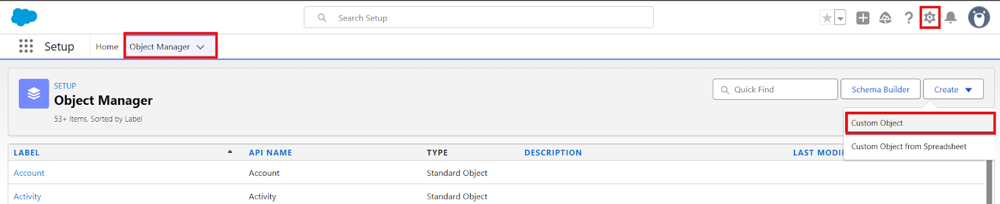 Search Setup
Setup Home Object Manager
SETUP
Object Manager
53+ Items, Sorted by Label
Quick Find
Schema Builder
Create
Custom Object
Custom Object from Spreadsheet
LABEL API NAME TYPE DESCRIPTION LAST MODI
Account Account Standard Object
Activity Activity Standard Object